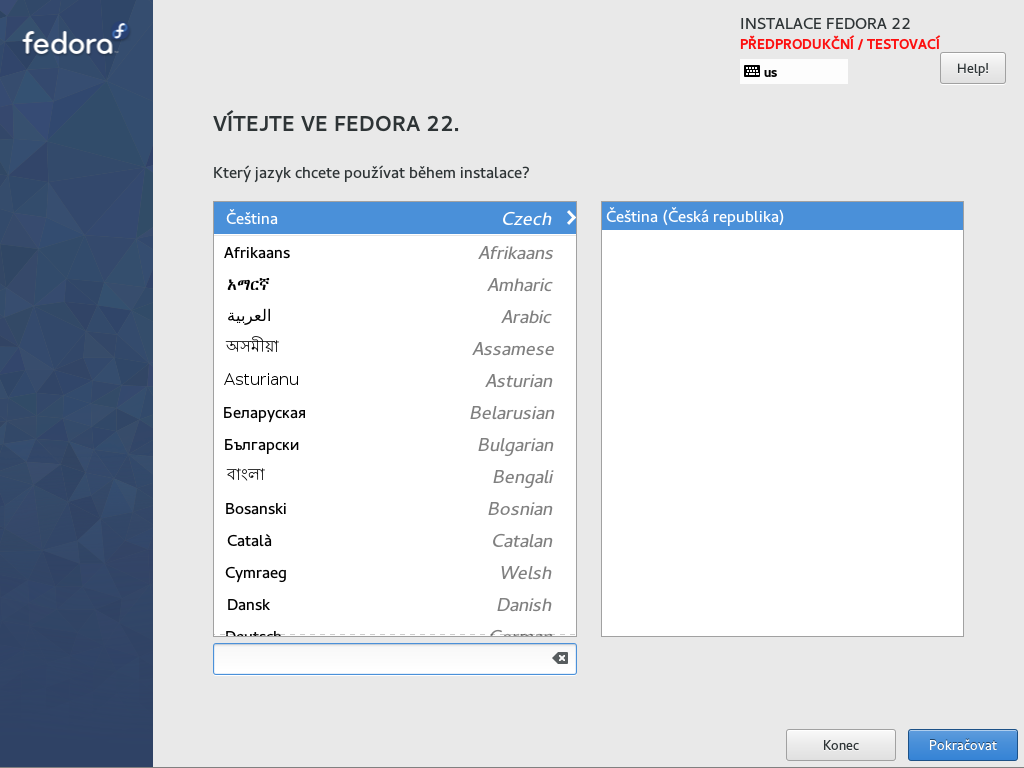 fedora
INSTALACE FEDORA 22
PŘEDPRODUKČNÍ / TESTOVACÍ
us
Help!
VÍTEJTE VE FEDORA 22.
Který jazyk chcete používat během instalace?
Čeština Czech
Afrikaans Afrikaans
አማርኛ Amharic
العربية Arabic
অসমীয়া Assamese
Asturianu Asturian
Беларуская Belarusian
Български Bulgarian
বাংলা Bengali
Bosanski Bosnian
Català Catalan
Cymraeg Welsh
Dansk Danish
Deutsch German
Čeština (Česká republika)
Konec
Pokračovat